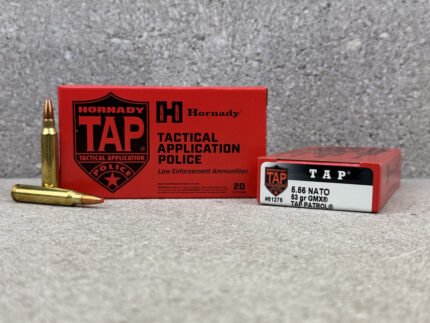 HORNADY
TAP
TACTICAL APPLICATION
POLICE
H
Hornady
TACTICAL
APPLICATION
POLICE
Law Enforcement Ammunition
20
TAP
#81275
T A P®
5.56 NATO
53 gr GMX®
TAP PATROL®